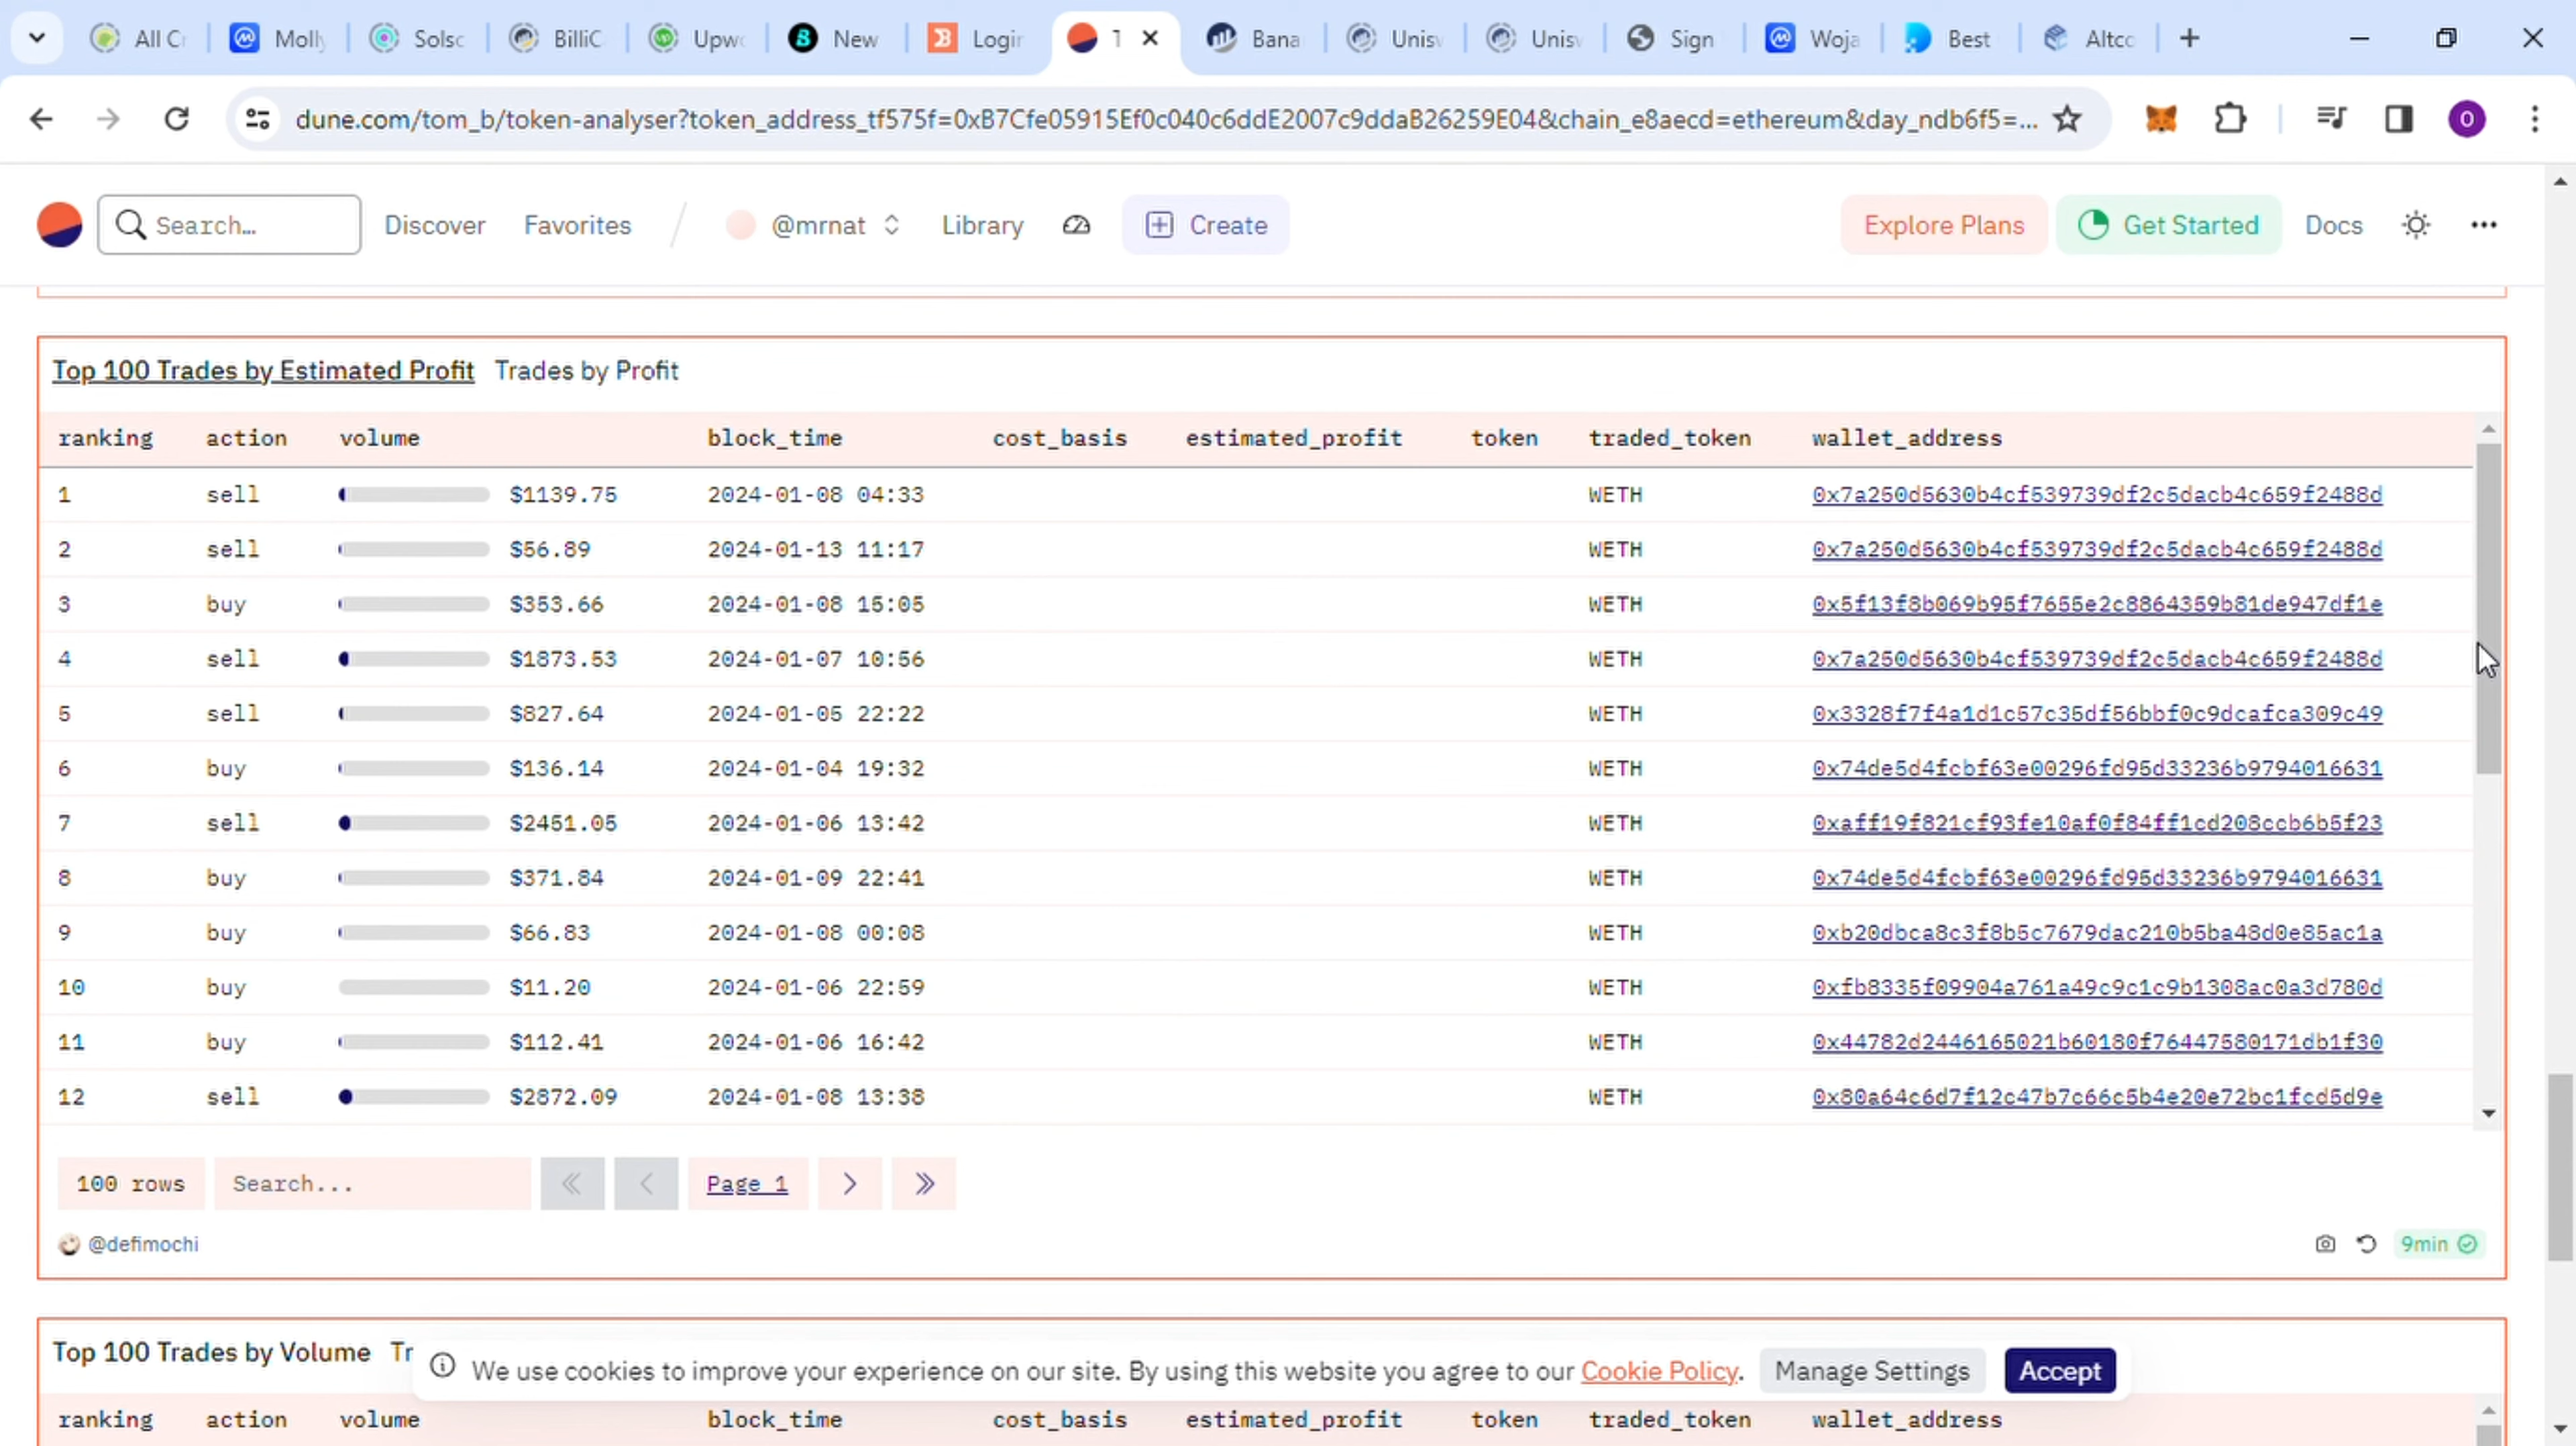 All Cr Molly Solsc BilliC Upwo New Login T Bana Unisv Unisv Sign Woja Best Altco
dune.com/tom_b/token-analyser?token_address_tf575f=0xB7Cfe05915Ef0c040c6ddE2007c9ddaB26259E04&chain_e8aecd=ethereum&day_ndb6f5=... O
Search... Discover Favorites / @mrnat Library Create Explore Plans Get Started Docs
Top 100 Trades by Estimated Profit Trades by Profit
ranking action volume block_time cost_basis estimated_profit token traded_token wallet_address
1 sell $1139.75 2024-01-08 04:33 WETH 0x7a250d5630b4cf539739df2c5dacb4c659f2488d
2 sell $56.89 2024-01-13 11:17 WETH 0x7a250d5630b4cf539739df2c5dacb4c659f2488d
3 buy $353.66 2024-01-08 15:05 WETH 0x5f13f8b069b95f7655e2c8864359b81de947df1e
4 sell $1873.53 2024-01-07 10:56 WETH 0x7a250d5630b4cf539739df2c5dacb4c659f2488d
5 sell $827.64 2024-01-05 22:22 WETH 0x3328f7f4a1d1c57c35df56bbf0c9dcafca309c49
6 buy $136.14 2024-01-04 19:32 WETH 0x74de5d4fcbf63e00296fd95d33236b9794016631
7 sell $2451.05 2024-01-06 13:42 WETH 0xaff19f821cf93fe10af0f84ff1cd208ccb6b5f23
8 buy $371.84 2024-01-09 22:41 WETH 0x74de5d4fcbf63e00296fd95d33236b9794016631
9 buy $66.83 2024-01-08 00:08 WETH 0xb20dbca8c3f8b5c7679dac210b5ba48d0e85ac1a
10 buy $11.20 2024-01-06 22:59 WETH 0xfb8335f09904a761a49c9c1c9b1308ac0a3d780d
11 buy $112.41 2024-01-06 16:42 WETH 0x44782d2446165021b60180f76447580171db1f30
12 sell $2872.09 2024-01-08 13:38 WETH 0x80a64c6d7f12c47b7c66c5b4e20e72bc1fcd5d9e
100 rows Search... Page 1
@defimochi 9min
Top 100 Trades by Volume Tr
We use cookies to improve your experience on our site. By using this website you agree to our Cookie Policy. Manage Settings Accept
ranking action volume block_time cost_basis estimated_profit token traded_token wallet_address